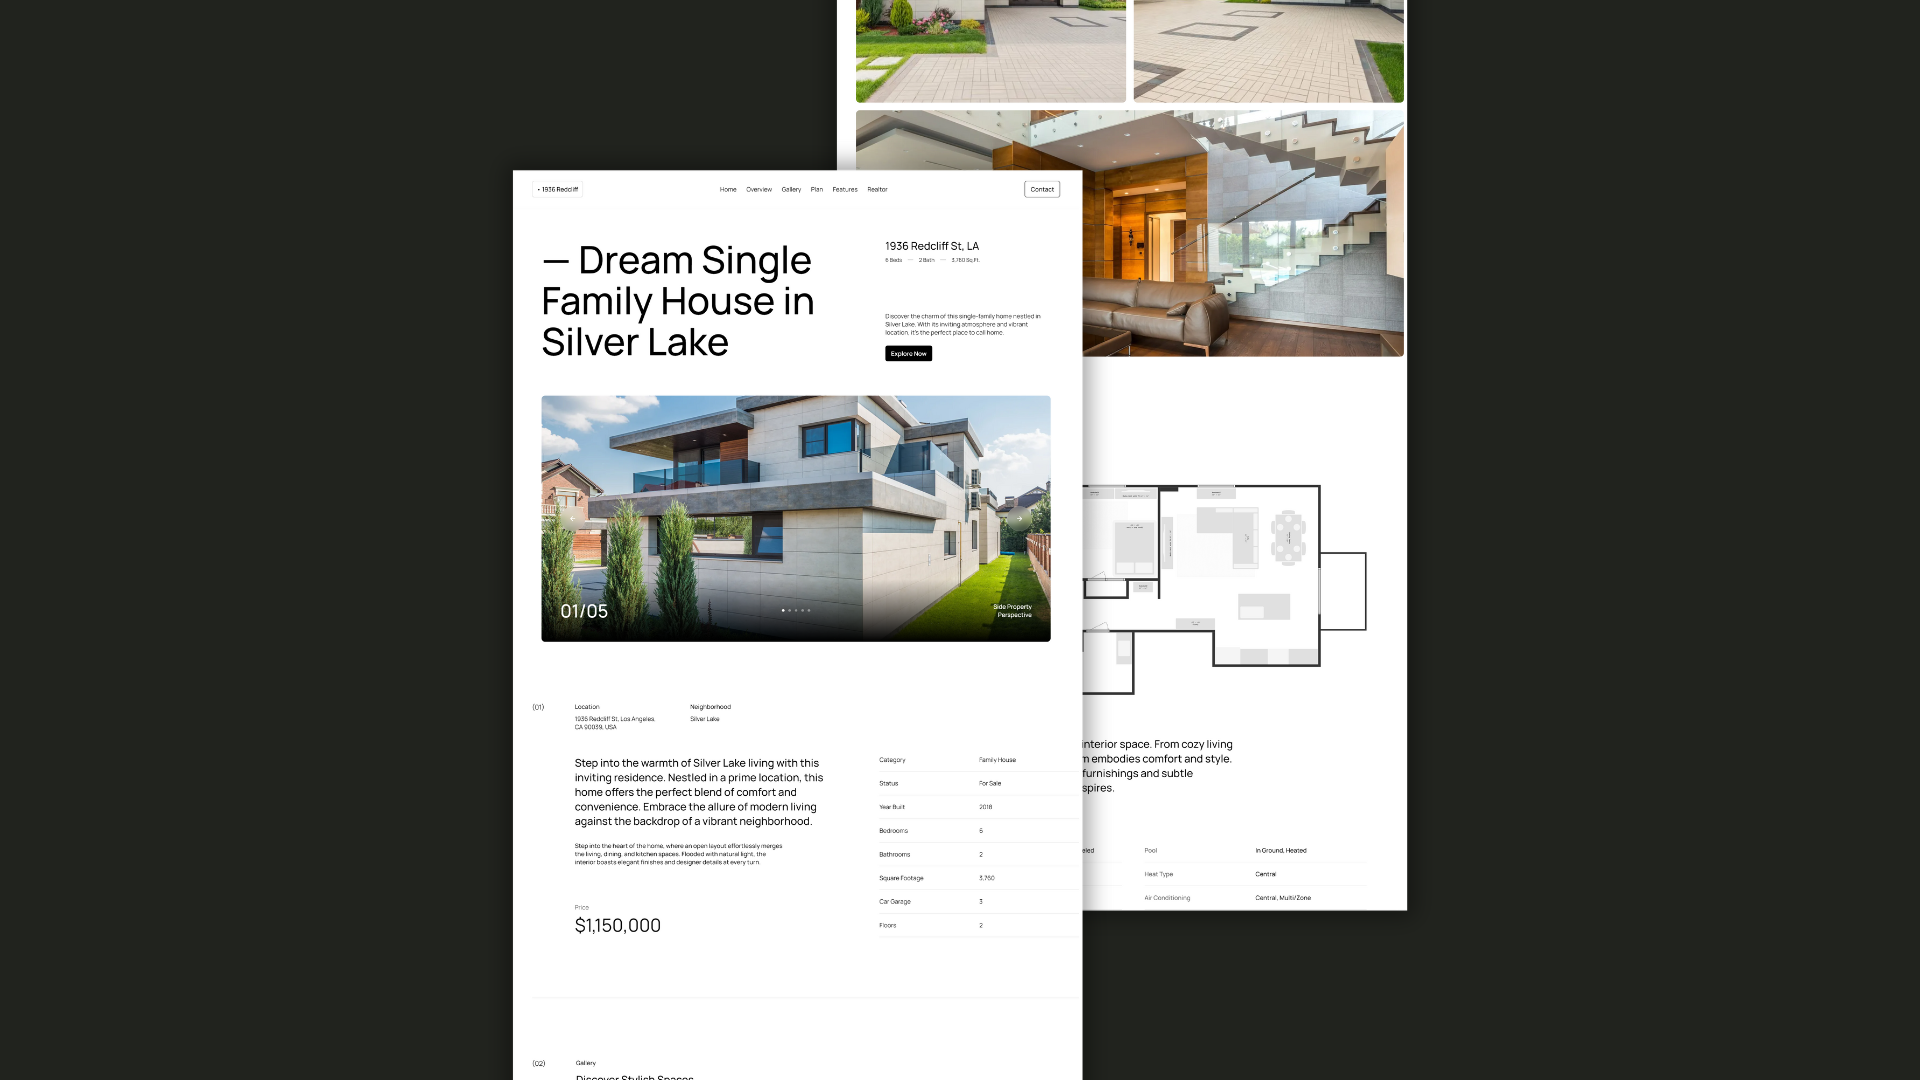 • 1936 Redcliff
Home
Overview
Gallery
Plan
Features
Realtor
Contact
— Dream Single
Family House in
Silver Lake
1936 Redcliff St, LA
6 Beds — 2 Bath — 3,760 Sq.Ft.
Discover the charm of this single-family home nestled in
Silver Lake. With its inviting atmosphere and vibrant
location, it's the perfect place to call home.
Explore Now
01/05
Side Property
Perspective
(01)
Location
1936 Redcliff St, Los Angeles,
CA 90039, USA
Neighborhood
Silver Lake
Step into the warmth of Silver Lake living with this
inviting residence. Nestled in a prime location, this
home offers the perfect blend of comfort and
convenience. Embrace the allure of modern living
against the backdrop of a vibrant neighborhood.
Step into the heart of the home, where an open layout effortlessly merges
the living, dining, and kitchen spaces. Flooded with natural light, the
interior boasts elegant finishes and designer details at every turn.
Price
$1,150,000
Category Family House
Status For Sale
Year Built 2018
Bedrooms 6
Bathrooms 2
Square Footage 3,760
Car Garage 3
Floors 2
(02)
Gallery
Discover Stylish Spaces
interior space. From cozy living
m embodies comfort and style.
furnishings and subtle
spires.
eled
Pool In Ground, Heated
Heat Type Central
Air Conditioning Central, Multi/Zone